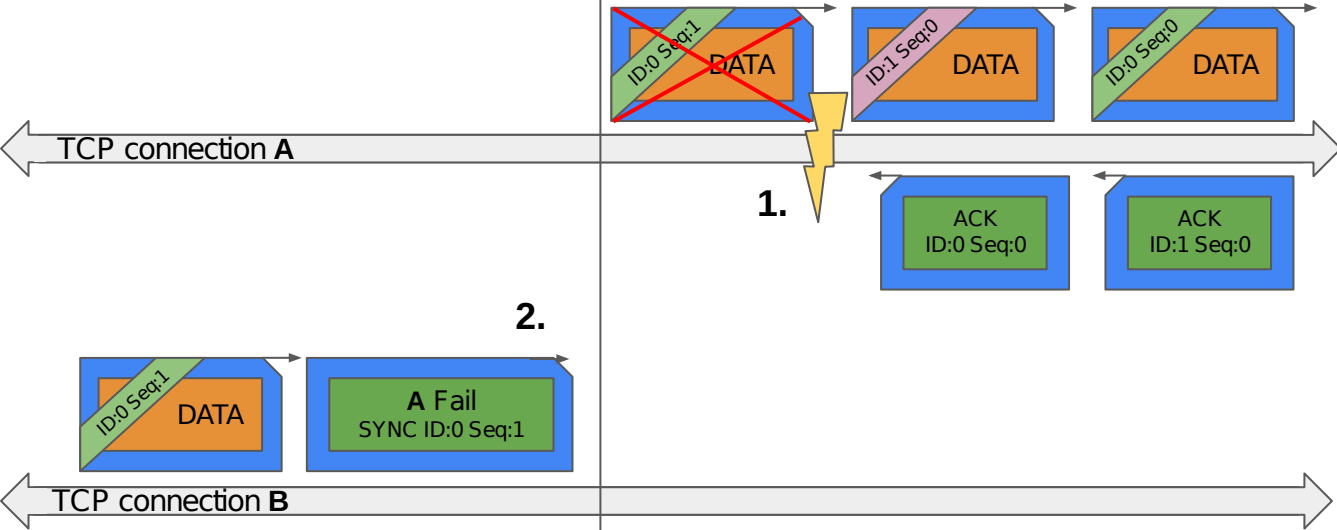 ID:0 Seq:1
DATA
ID:1 Seq:0
DATA
ID:0 Seq:0
DATA
TCP connection A
1.
ACK
ID:0 Seq:0
ACK
ID:1 Seq:0
2.
ID:0 Seq:1
DATA
A Fail
SYNC ID:0 Seq:1
TCP connection B